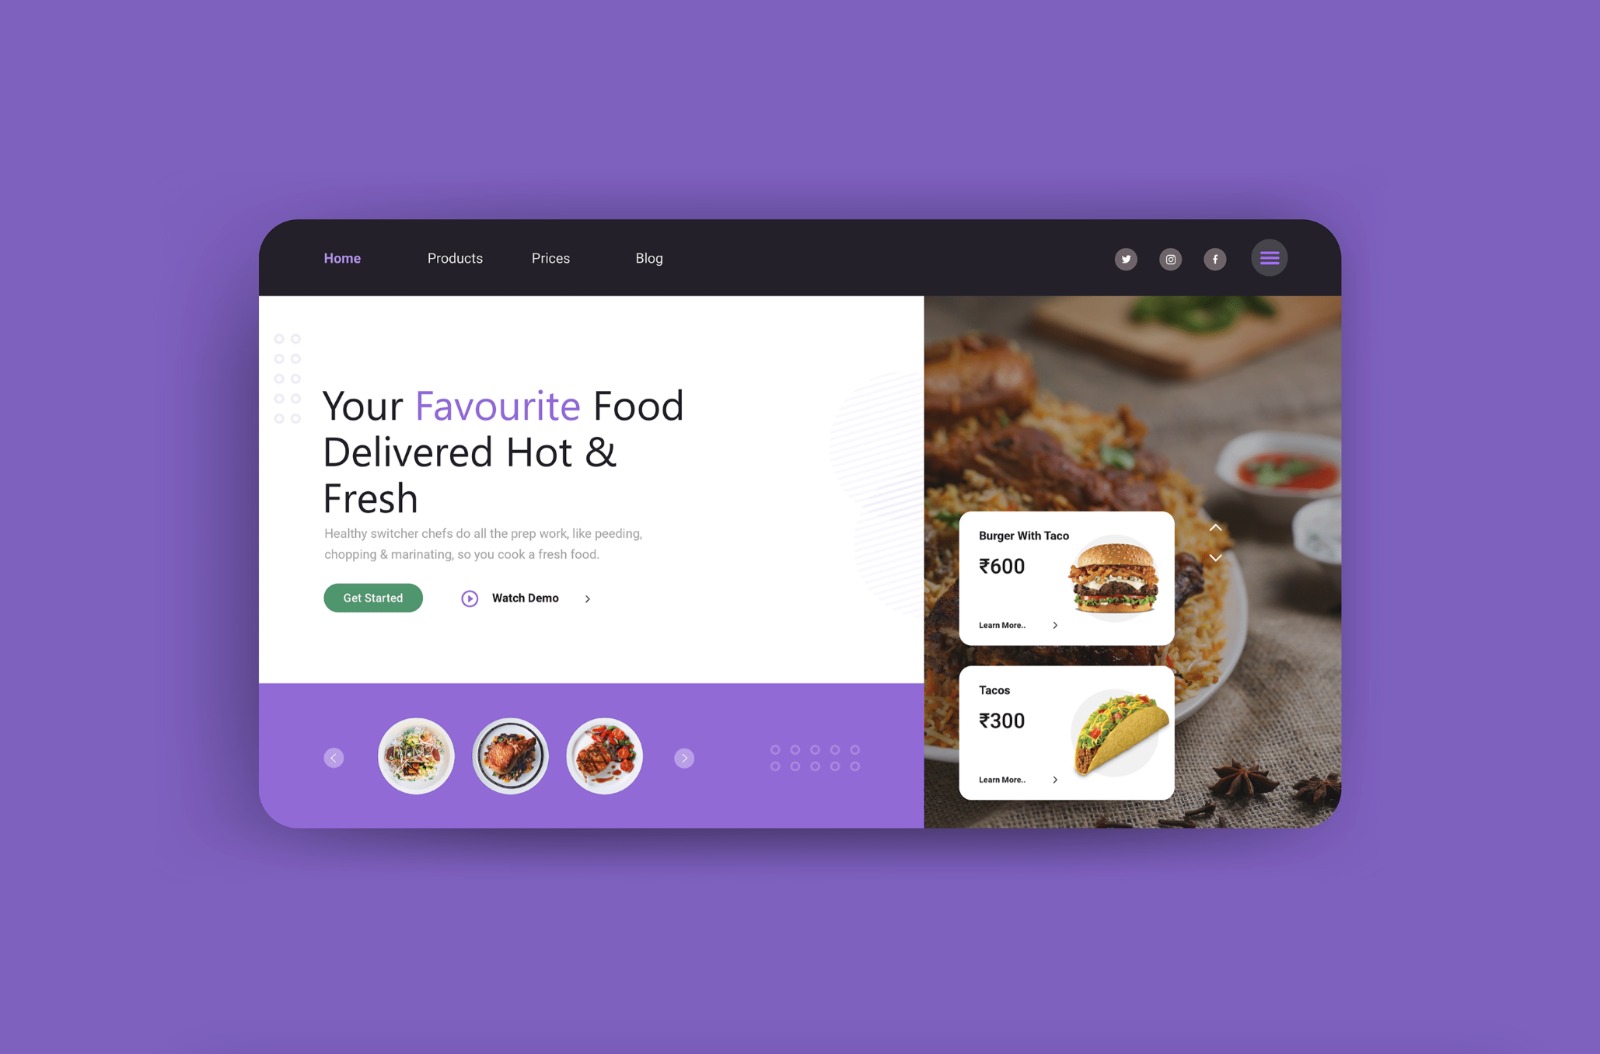 Home
Products
Prices
Blog
Your Favourite Food
Delivered Hot &
Fresh
Healthy switcher chefs do all the prep work, like peeding,
chopping & marinating, so you cook a fresh food.
Get Started
Watch Demo
Burger With Taco
₹600
Learn More..
Tacos
₹300
Learn More..